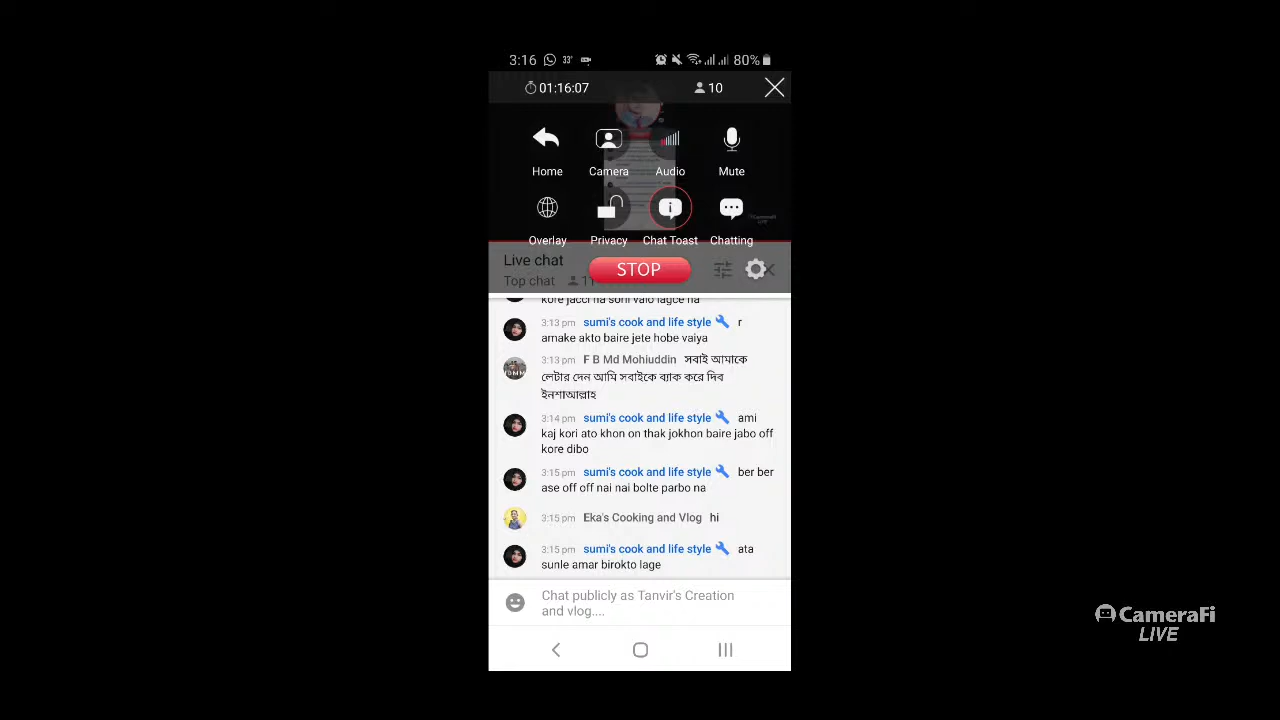 3:16 33° 80%
01:16:07 10
Home Camera Audio Mute
Overlay Privacy Chat Toast Chatting
Live chat STOP
Top chat 11
kore jacci na soni valo lagce na
3:13 pm sumi's cook and life style r
amake akto baire jete hobe vaiya
3:13 pm F B Md Mohiuddin সবাই আমাকে
লেটার দেন আমি সবাইকে ব্যাক করে দিব
ইনশাআল্লাহ
3:14 pm sumi's cook and life style ami
kaj kori ato khon on thak jokhon baire jabo off
kore dibo
3:15 pm sumi's cook and life style ber ber
ase off off nai nai bolte parbo na
3:15 pm Eka's Cooking and Vlog hi
3:15 pm sumi's cook and life style ata
sunle amar birokto lage
Chat publicly as Tanvir's Creation
and vlog....
CameraFi
LIVE